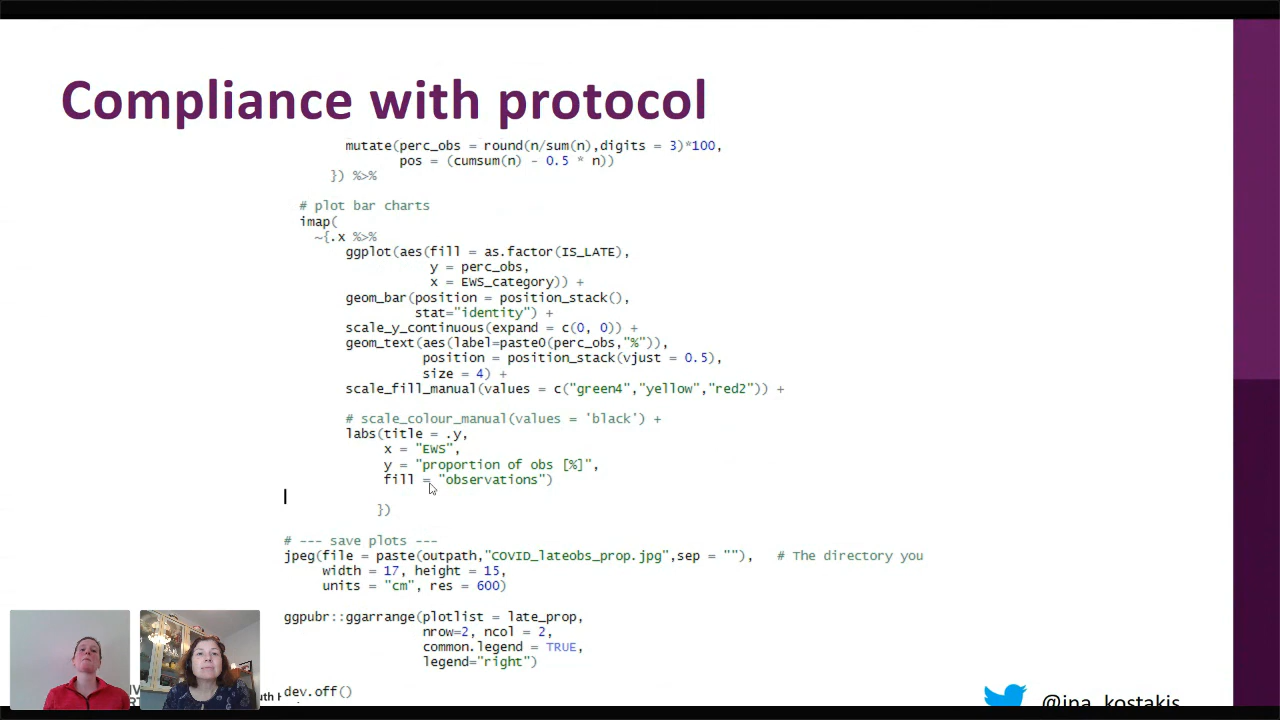 Compliance with protocol
mutate(perc_obs = round(n/sum(n),digits = 3)*100,
pos = (cumsum(n) - 0.5 * n))
}) %>%
# plot bar charts
imap(
~{.x %>%
ggplot(aes(fill = as.factor(IS_LATE),
y = perc_obs,
x = EWS_category)) +
geom_bar(position = position_stack(),
stat="identity") +
scale_y_continuous(expand = c(0, 0)) +
geom_text(aes(label=paste0(perc_obs,"%")),
position = position_stack(vjust = 0.5),
size = 4) +
scale_fill_manual(values = c("green4","yellow","red2")) +
# scale_colour_manual(values = 'black') +
labs(title = .y,
x = "EWS",
y = "proportion of obs [%]",
fill = "observations")
})
# --- save plots ---
jpeg(file = paste(outpath,"COVID_lateobs_prop.jpg",sep = ""), # The directory you
width = 17, height = 15,
units = "cm", res = 600)
ggpubr::ggarrange(plotlist = late_prop,
nrow=2, ncol = 2,
common.legend = TRUE,
legend="right")
dev.off()
@ina_kostakis